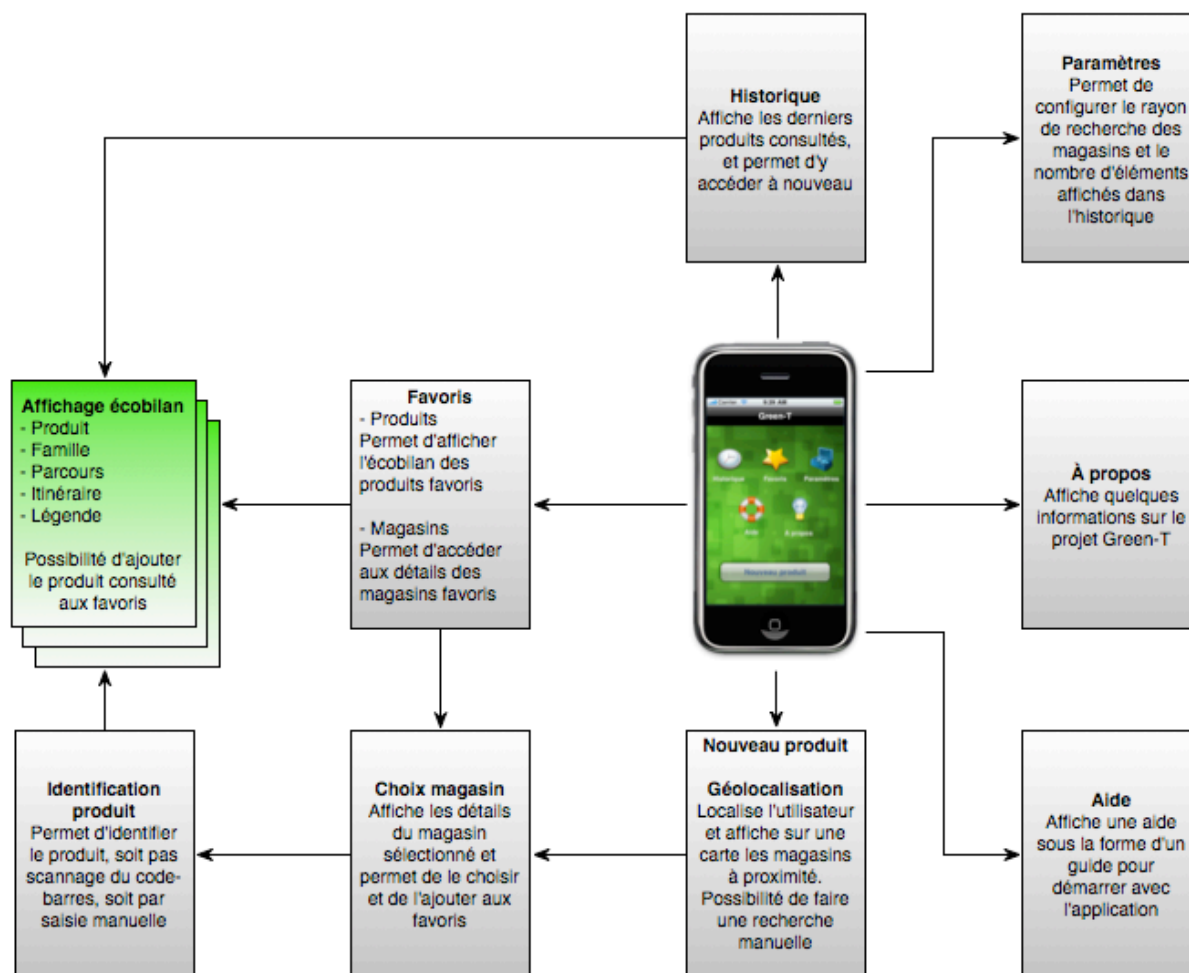 Historique
Affiche les derniers
produits consultés,
et permet d'y
accéder à nouveau
Paramètres
Permet de
configurer le rayon
de recherche des
magasins et le
nombre d'éléments
affichés dans
l'historique
Affichage écobilan
- Produit
- Famille
- Parcours
- Itinéraire
- Légende
Possibilité d'ajouter
le produit consulté
aux favoris
Favoris
- Produits
Permet d'afficher
l'écobilan des
produits favoris
- Magasins
Permet d'accéder
aux détails des
magasins favoris
Green-T
Historique Favoris Paramètres
Aide À propos
Nouveau produit
À propos
Affiche quelques
informations sur le
projet Green-T
Identification
produit
Permet d'identifier
le produit, soit pas
scannage du code-
barres, soit par
saisie manuelle
Choix magasin
Affiche les détails
du magasin
sélectionné et
permet de le choisir
et de l'ajouter aux
favoris
Nouveau produit
Géolocalisation
Localise l'utilisateur
et affiche sur une
carte les magasins
à proximité.
Possibilité de faire
une recherche
manuelle
Aide
Affiche une aide
sous la forme d'un
guide pour
démarrer avec
l'application